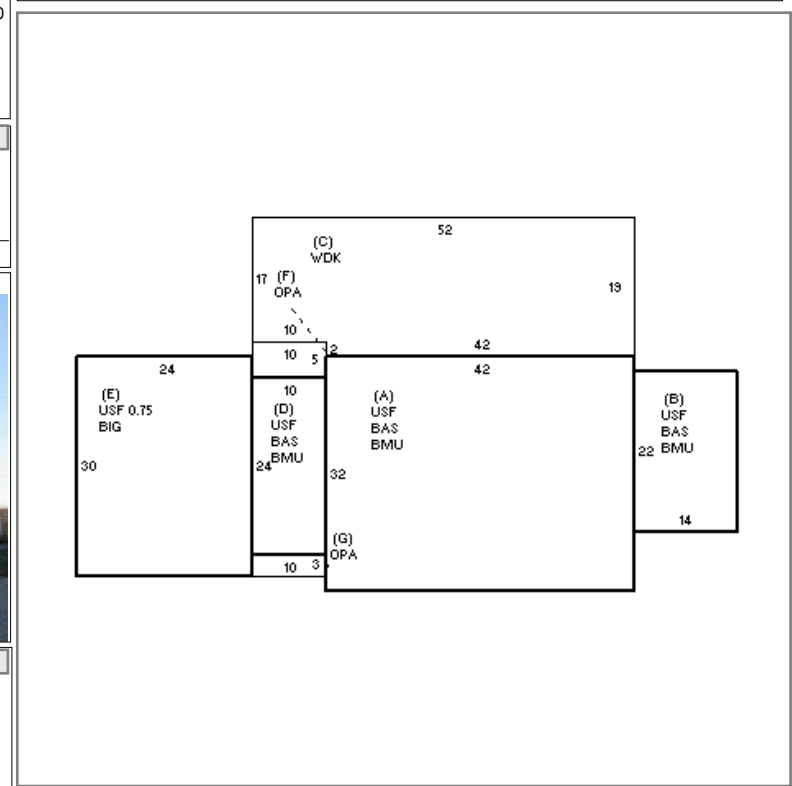 0
52
(C)
WDK
17
(F)
OPA
19
10
2
42
10
5
24
42
10
(E)
USF 0.75
BIG
(D)
USF
BAS
BMU
(A)
USF
BAS
BMU
(B)
USF
BAS
BMU
30
24
32
22
14
(G)
OPA
10
3